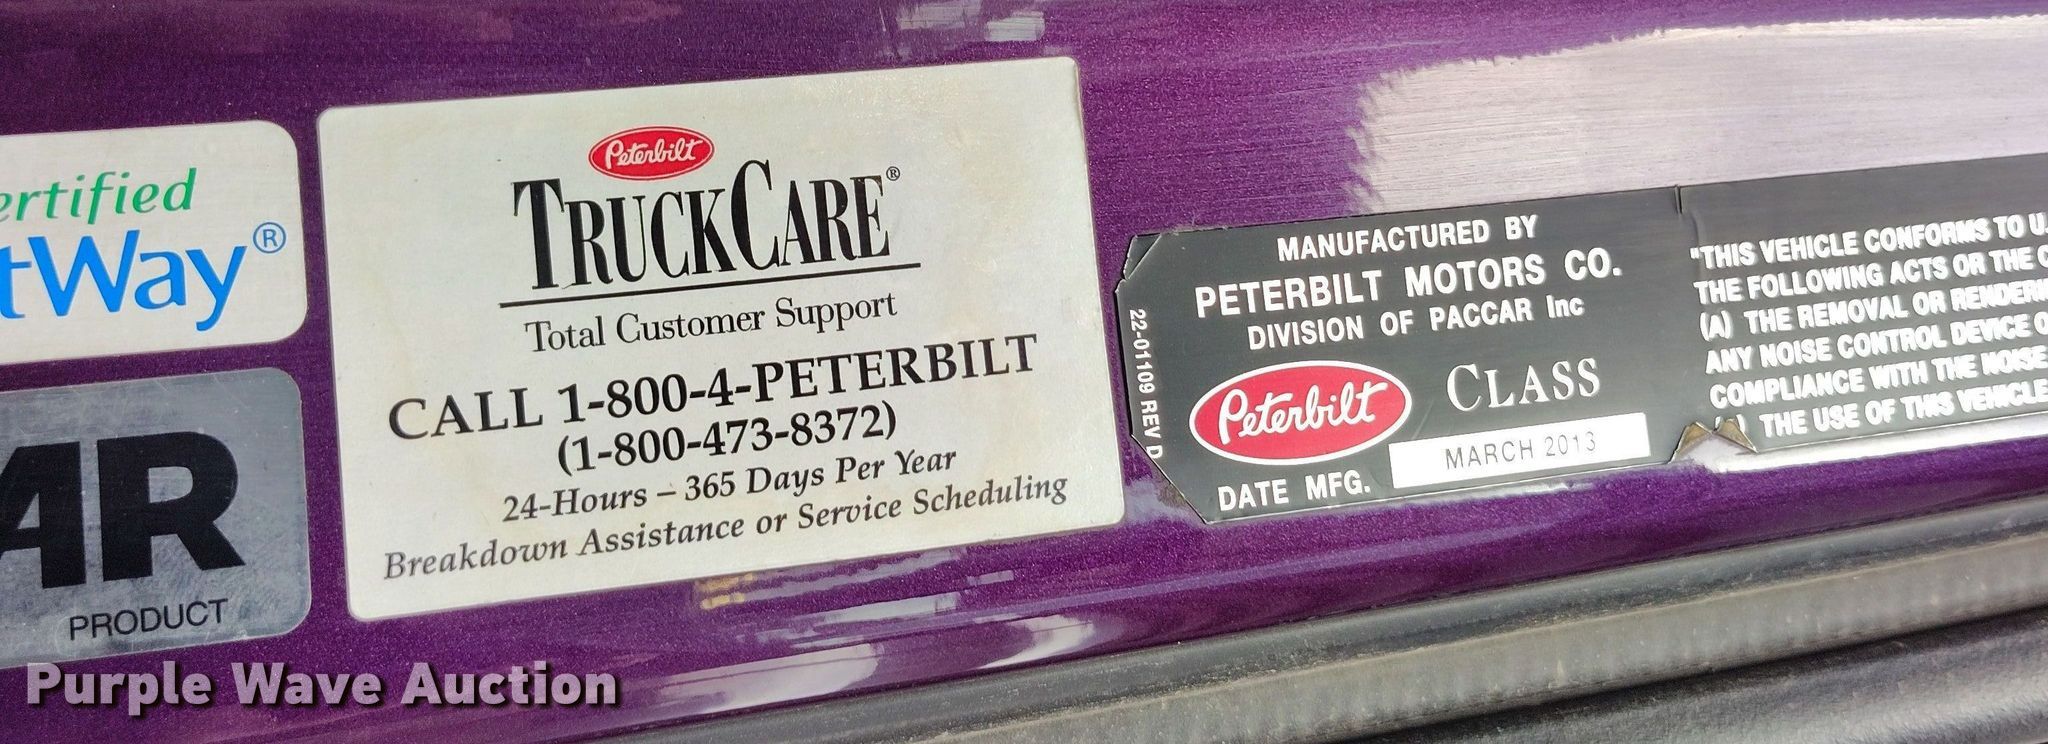 ertified
tWay®
AR
PRODUCT
Peterbilt
TRUCKCARE®
Total Customer Support
CALL 1-800-4-PETERBILT
(1-800-473-8372)
24-Hours – 365 Days Per Year
Breakdown Assistance or Service Scheduling
22-01109 REV D
MANUFACTURED BY
PETERBILT MOTORS CO.
DIVISION OF PACCAR Inc
Peterbilt CLASS
DATE MFG. MARCH 2013
"THIS VEHICLE CONFORMS TO U.
THE FOLLOWING ACTS OR THE C
(A) THE REMOVAL OR RENDERI
ANY NOISE CONTROL DEVICE O
COMPLIANCE WITH THE NOISE
) THE USE OF THIS VEHICLE
Purple Wave Auction